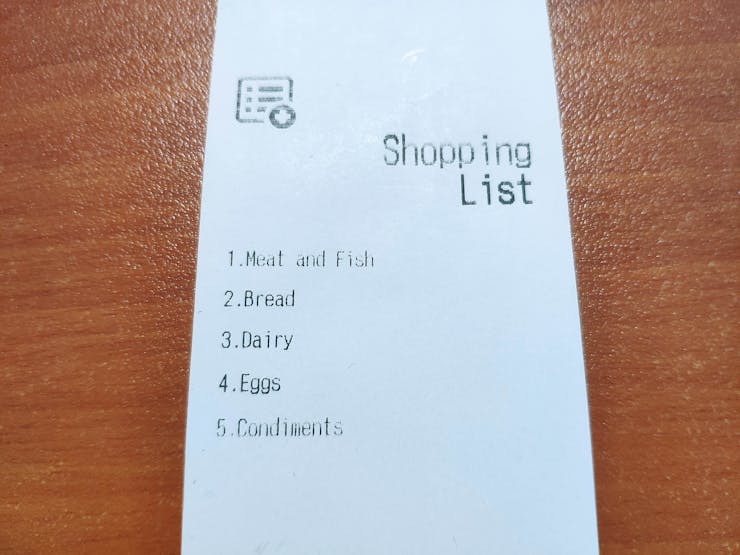 Shopping
List
1.Meat and Fish
2.Bread
3.Dairy
4.Eggs
5.Condiments